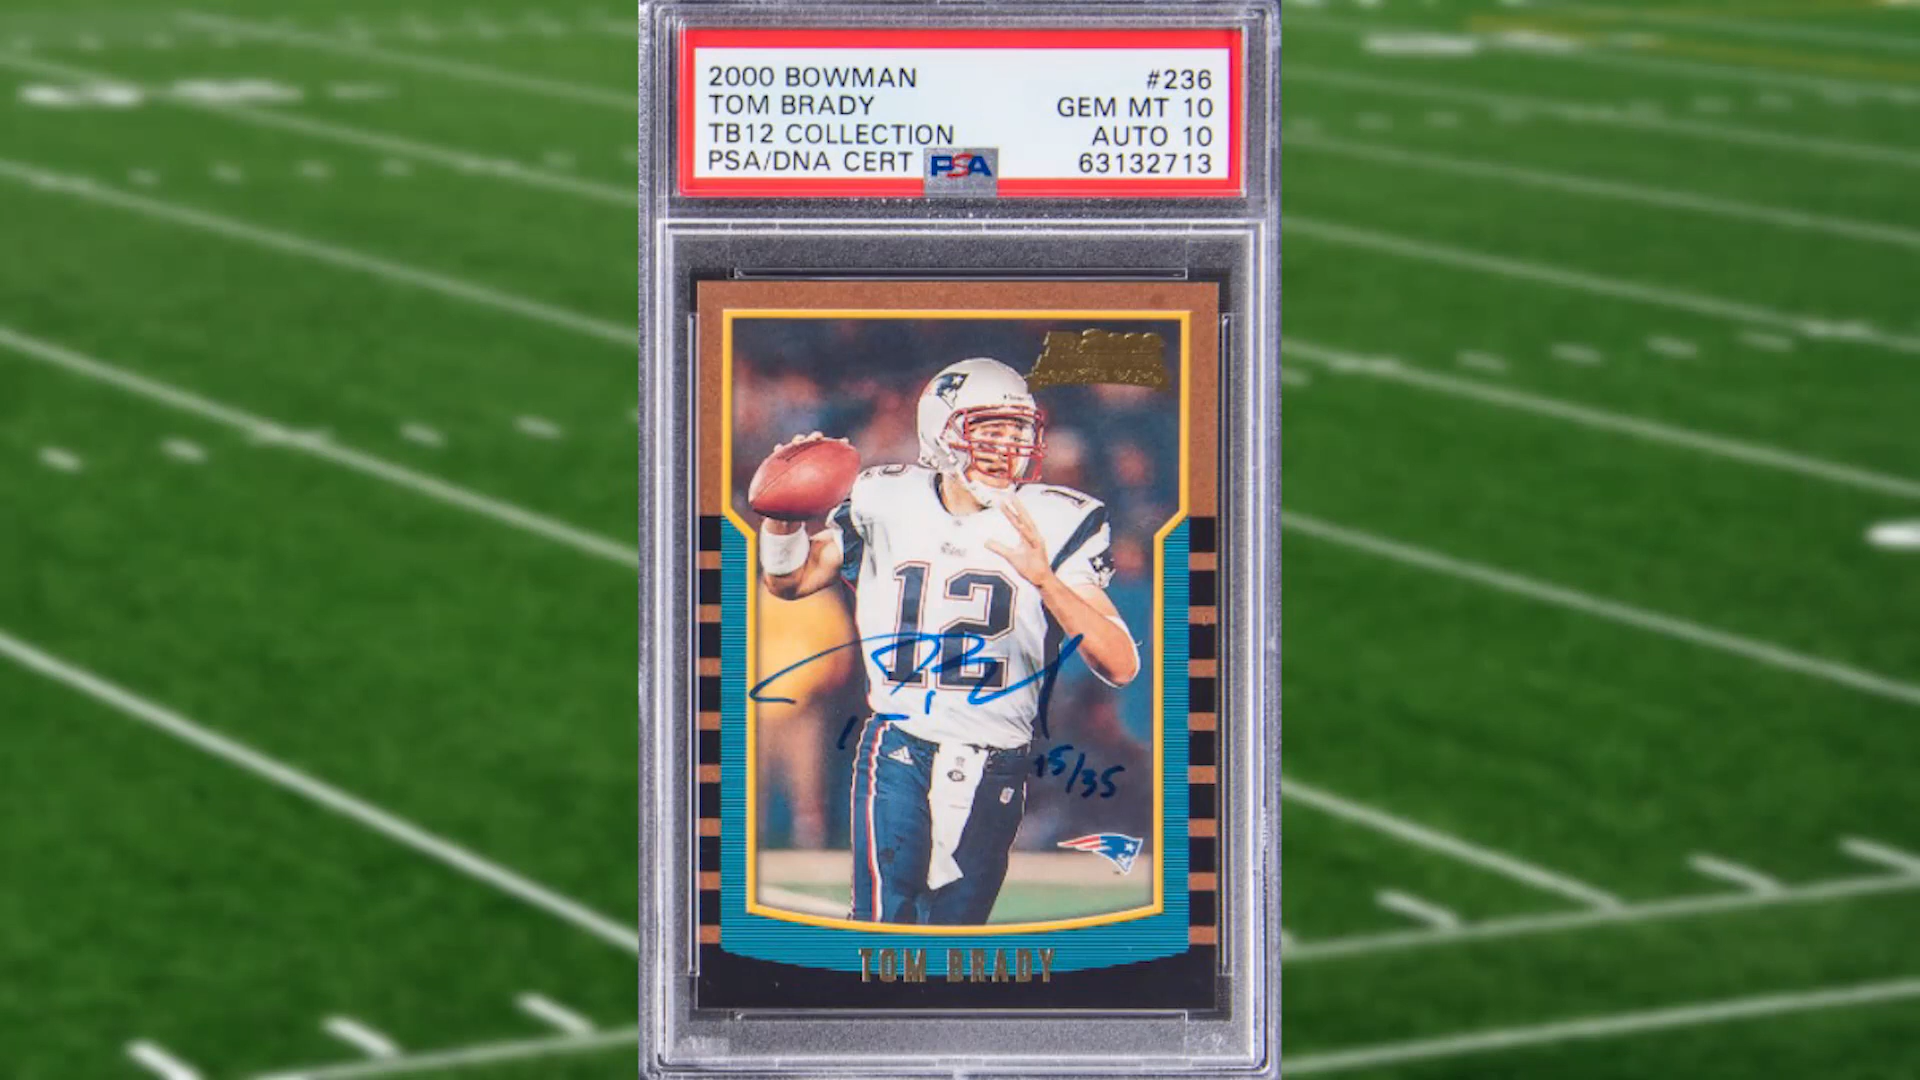 2000 BOWMAN #236
TOM BRADY GEM MT 10
TB12 COLLECTION AUTO 10
PSA/DNA CERT PSA 63132713
12
15/35
TOM BRADY